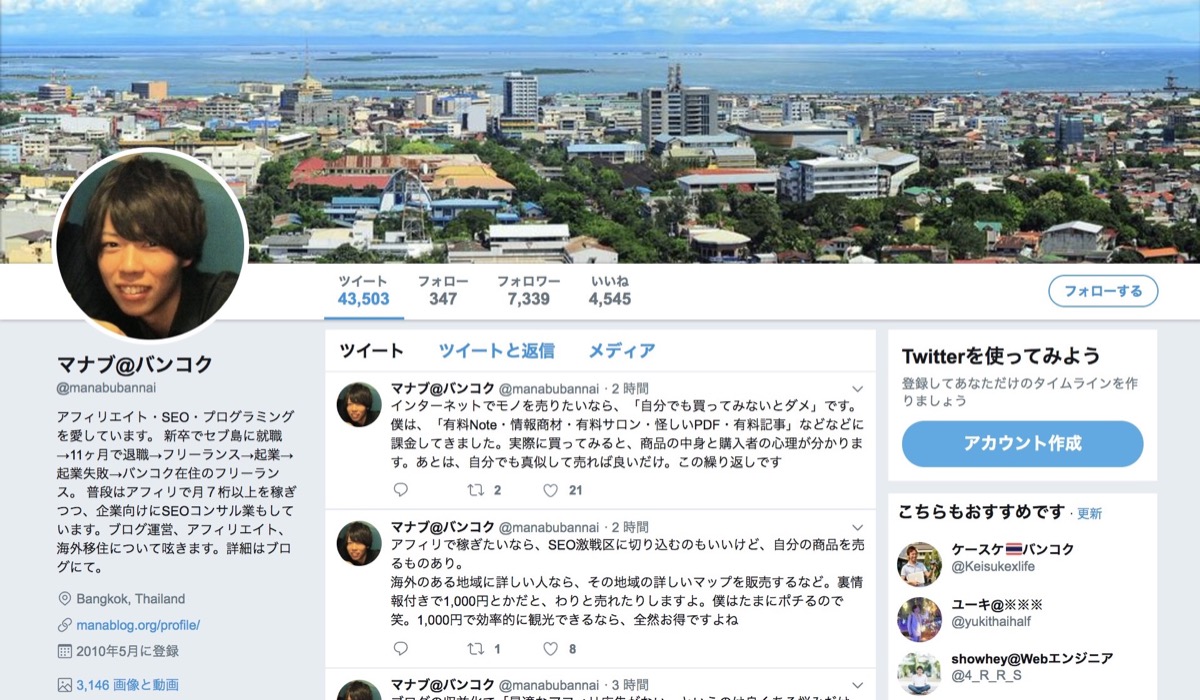 ツイート
43,503
フォロー
347
フォロワー
7,339
いいね
4,545
フォローする
マナブ@バンコク
@manabubannai
アフィリエイト・SEO・プログラミング
を愛しています。 新卒でセブ島に就職
→11ヶ月で退職→フリーランス→起業→
起業失敗→バンコク在住のフリーラン
ス。 普段はアフィリで月７桁以上を稼ぎ
つつ、企業向けにSEOコンサル業もして
います。ブログ運営、アフィリエイト、
海外移住について呟きます。詳細はブロ
グにて。
Bangkok, Thailand
manablog.org/profile/
2010年5月に登録
3,146 画像と動画
ツイート ツイートと返信 メディア
マナブ@バンコク @manabubannai · 2 時間
インターネットでモノを売りたいなら、「自分でも買ってみないとダメ」です。
僕は、「有料Note・情報商材・有料サロン・怪しいPDF・有料記事」などなどに
課金してきました。実際に買ってみると、商品の中身と購入者の心理が分かりま
す。あとは、自分でも真似して売れば良いだけ。この繰り返しです
2 21
マナブ@バンコク @manabubannai · 2 時間
アフィリで稼ぎたいなら、SEO激戦区に切り込むのもいいけど、自分の商品を売
るものあり。
海外のある地域に詳しい人なら、その地域の詳しいマップを販売するなど。裏情
報付きで1,000円とかだと、わりと売れたりしますよ。僕はたまにポチるので
笑。1,000円で効率的に観光できるなら、全然お得ですよね
1 8
マナブ@バンコク @manabubannai · 3 時間
Twitterを使ってみよう
登録してあなただけのタイムラインを作
りましょう
アカウント作成
こちらもおすすめです · 更新
ケースケ🇹🇭バンコク
@Keisukexlife
ユーキ@※※※
@yukithaihalf
showhey@Webエンジニア
@4_R_R_S